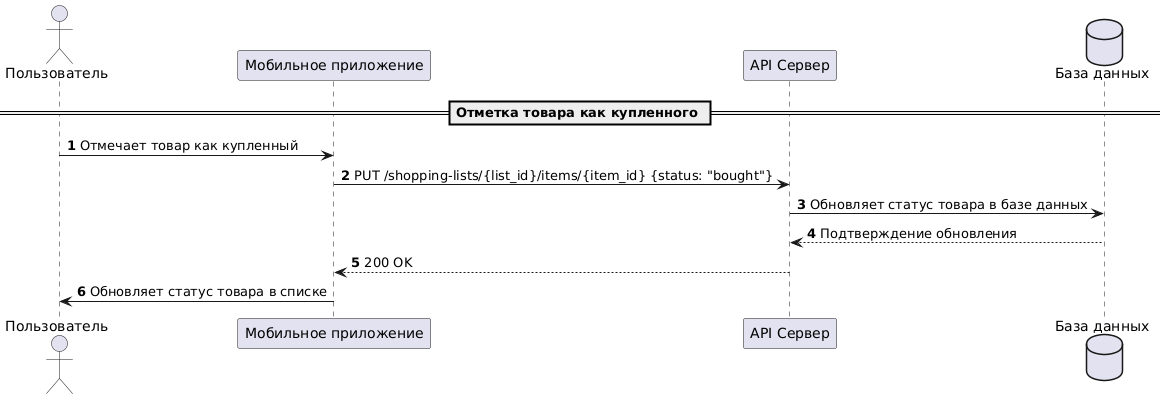 Пользователь
Мобильное приложение
API Сервер
База данных
Отметка товара как купленного
1 Отмечает товар как купленный
2 PUT /shopping-lists/{list_id}/items/{item_id} {status: "bought"}
3 Обновляет статус товара в базе данных
4 Подтверждение обновления
5 200 OK
6 Обновляет статус товара в списке
Пользователь
Мобильное приложение
API Сервер
База данных